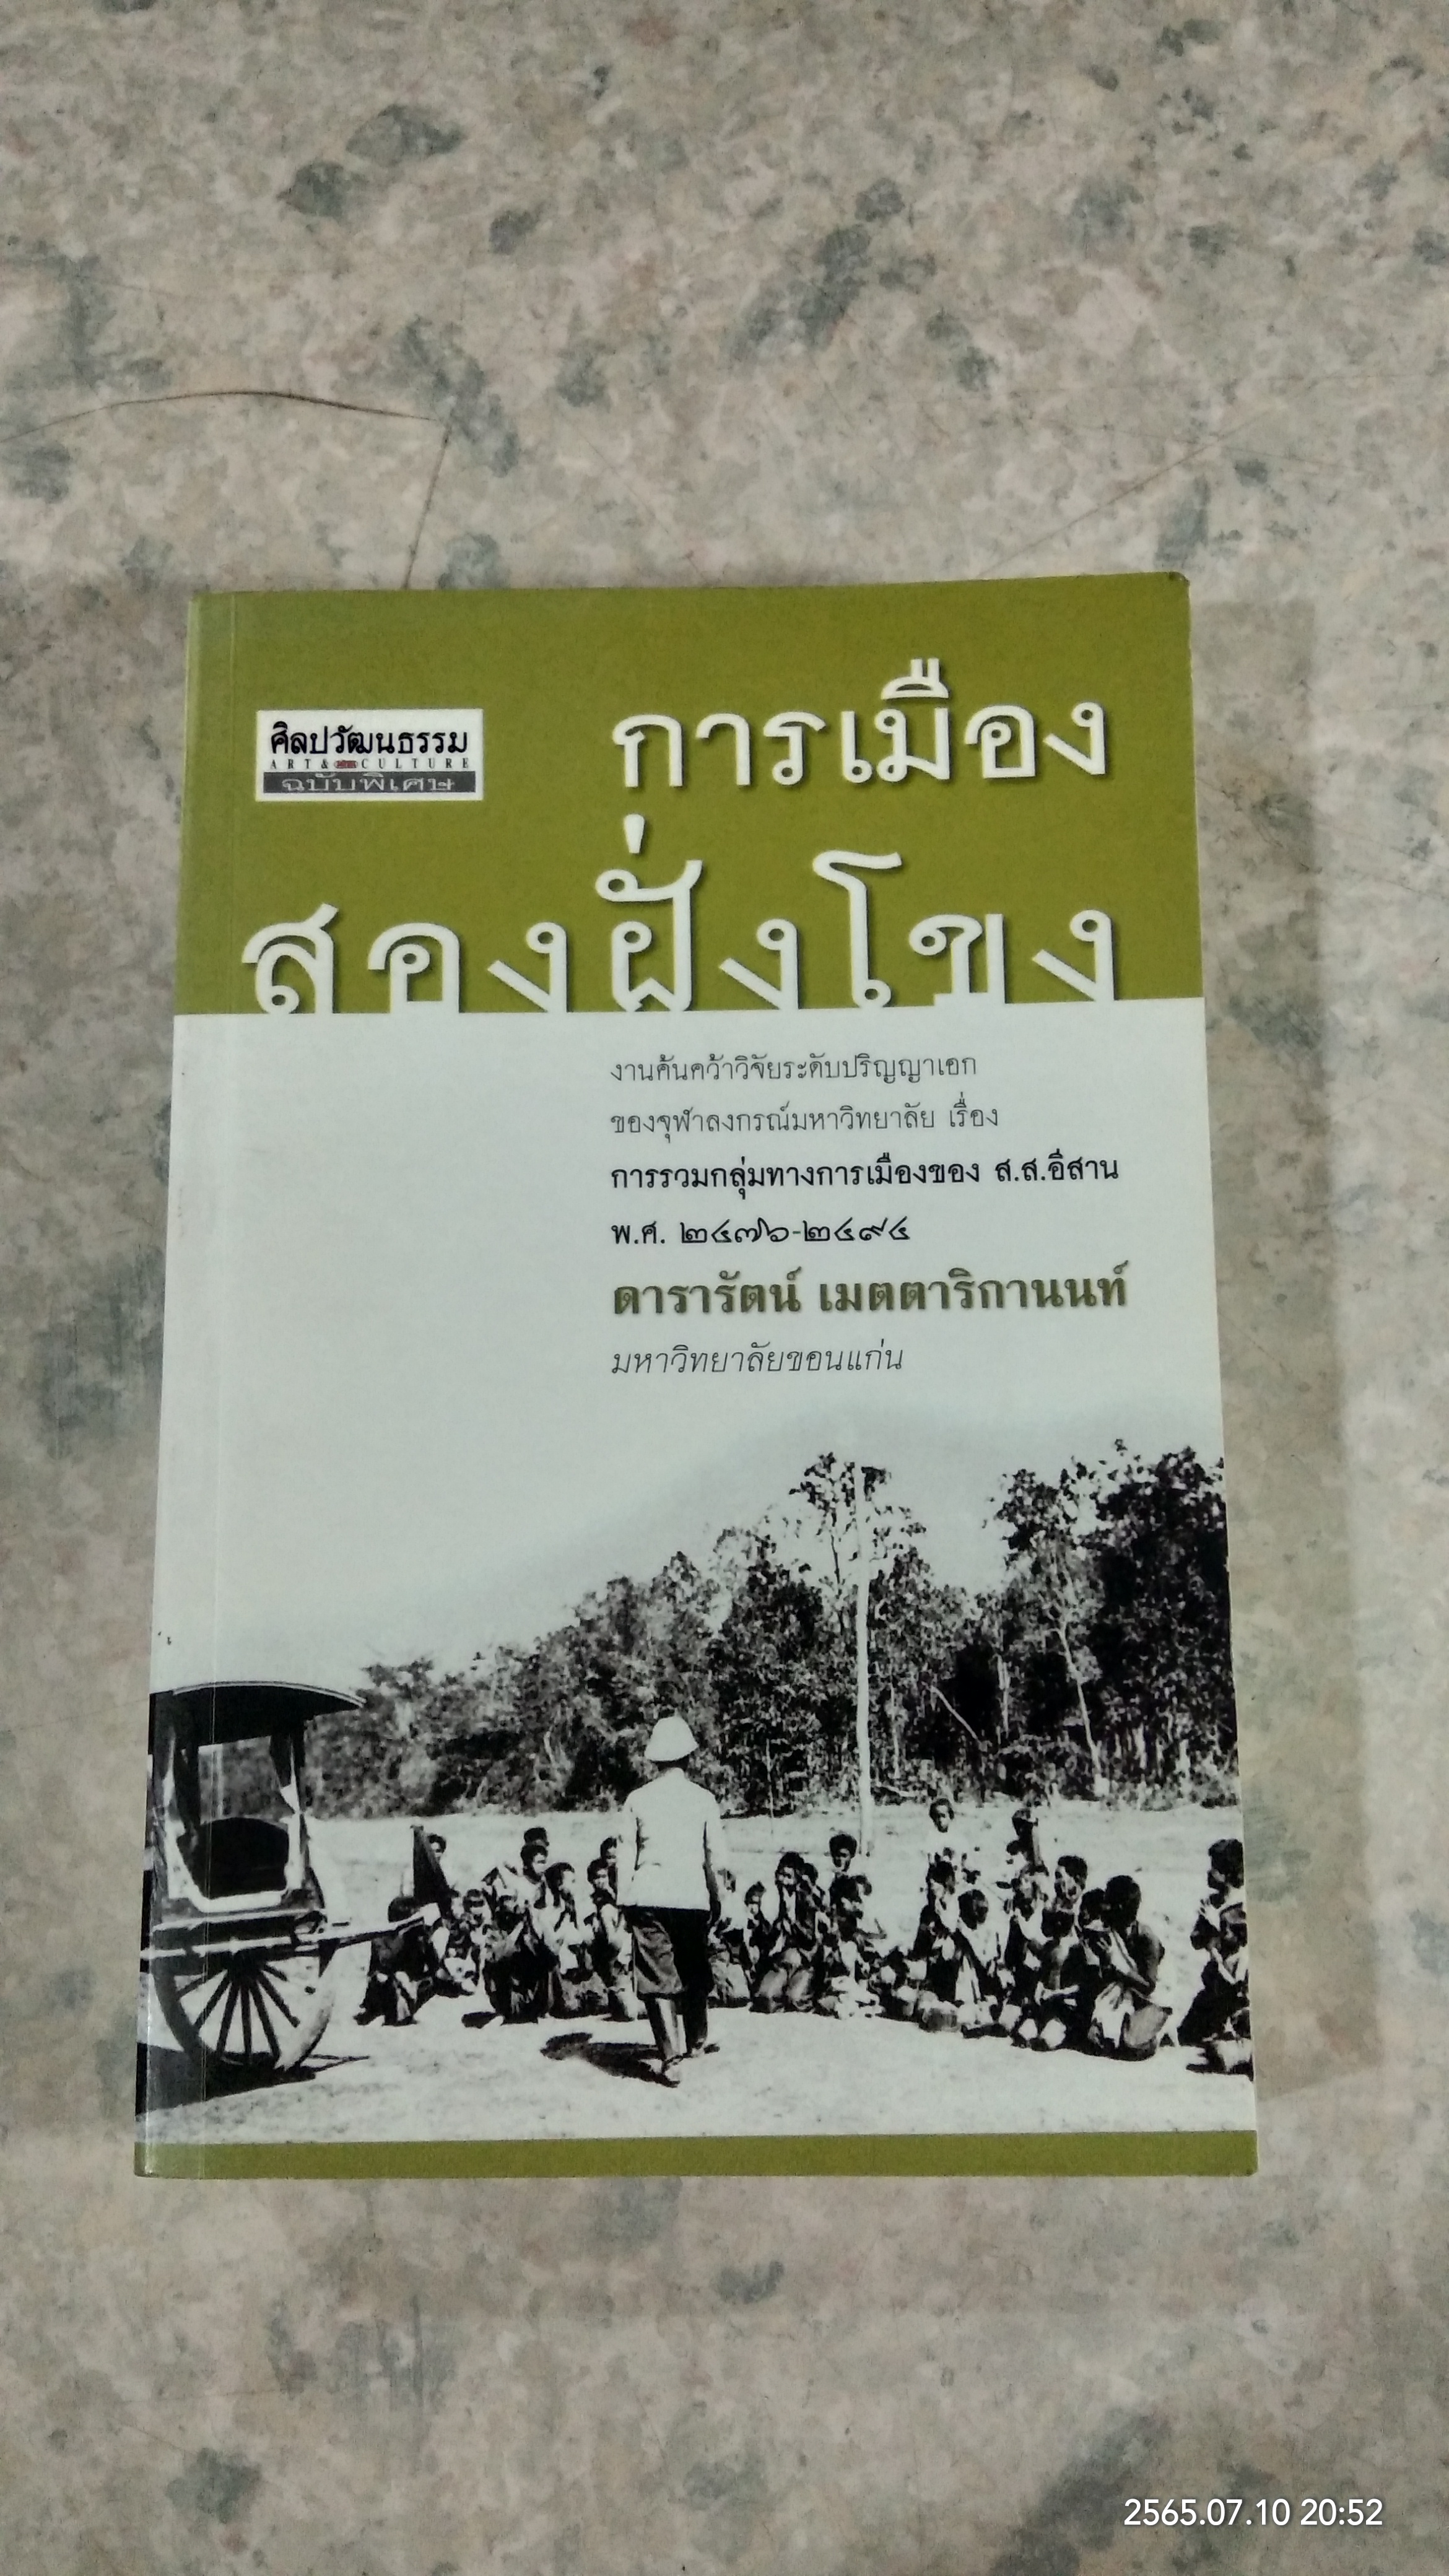 ศิลปวัฒนธรรม
ART & CULTURE
ฉบับพิเศษ
การเมือง
สองฝั่งโขง
งานค้นคว้าวิจัยระดับปริญญาเอก
ของจุฬาลงกรณ์มหาวิทยาลัย เรื่อง
การรวมกลุ่มทางการเมืองของ ส.ส.อีสาน
พ.ศ. ๒๔๗๖-๒๔๙๔
ดารารัตน์ เมตตาริกานนท์
มหาวิทยาลัยขอนแก่น
2565.07.10 20:52